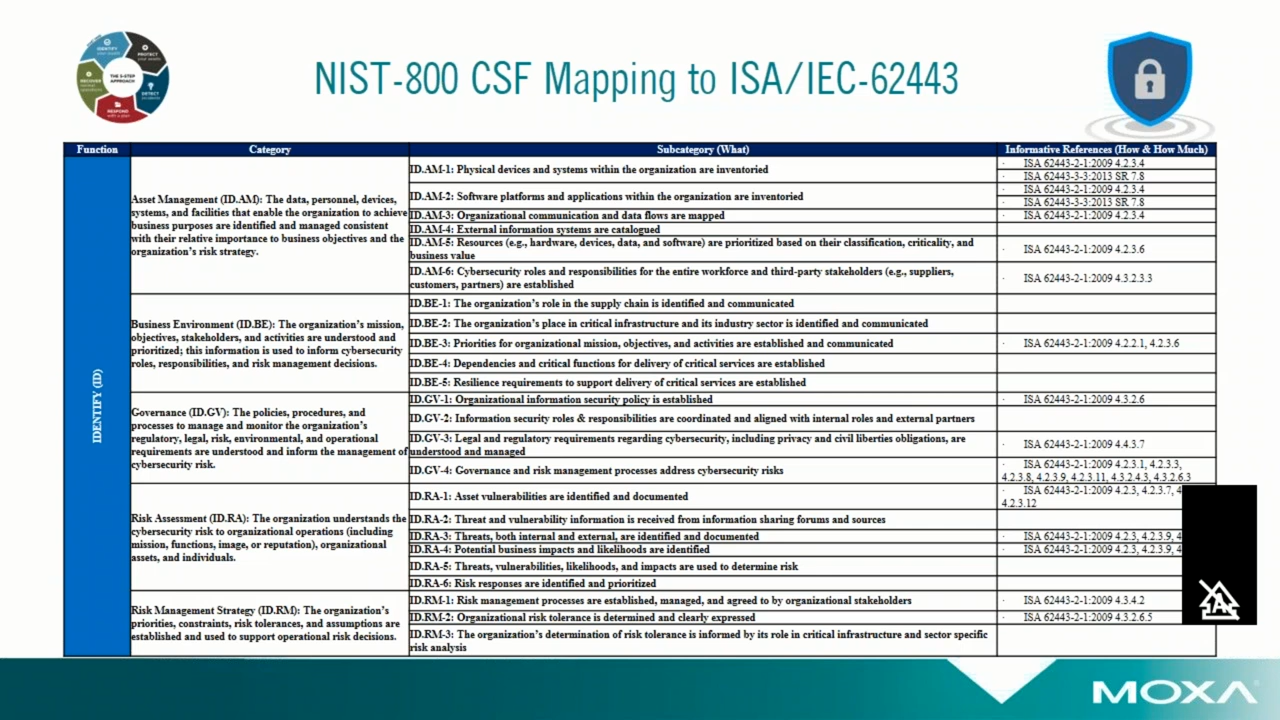 NIST-800 CSF Mapping to ISA/IEC-62443
IDENTIFY
PROTECT
DETECT
RESPOND
with a plan
RECOVER
THE 5-STEP
APPROACH
Function
Category
Subcategory (What)
Informative References (How & How Much)
IDENTIFY (ID)
Asset Management (ID.AM): The data, personnel, devices,
systems, and facilities that enable the organization to achieve
business purposes are identified and managed consistent
with their relative importance to business objectives and the
organization's risk strategy.
ID.AM-1: Physical devices and systems within the organization are inventoried
· ISA 62443-2-1:2009 4.2.3.4
· ISA 62443-3-3:2013 SR 7.8
ID.AM-2: Software platforms and applications within the organization are inventoried
· ISA 62443-2-1:2009 4.2.3.4
· ISA 62443-3-3:2013 SR 7.8
ID.AM-3: Organizational communication and data flows are mapped
· ISA 62443-2-1:2009 4.2.3.4
ID.AM-4: External information systems are catalogued
ID.AM-5: Resources (e.g., hardware, devices, data, and software) are prioritized based on their classification, criticality, and
business value
· ISA 62443-2-1:2009 4.2.3.6
ID.AM-6: Cybersecurity roles and responsibilities for the entire workforce and third-party stakeholders (e.g., suppliers,
customers, partners) are established
· ISA 62443-2-1:2009 4.3.2.3.3
Business Environment (ID.BE): The organization's mission,
objectives, stakeholders, and activities are understood and
prioritized; this information is used to inform cybersecurity
roles, responsibilities, and risk management decisions.
ID.BE-1: The organization's role in the supply chain is identified and communicated
ID.BE-2: The organization's place in critical infrastructure and its industry sector is identified and communicated
ID.BE-3: Priorities for organizational mission, objectives, and activities are established and communicated
· ISA 62443-2-1:2009 4.2.2.1, 4.2.3.6
ID.BE-4: Dependencies and critical functions for delivery of critical services are established
ID.BE-5: Resilience requirements to support delivery of critical services are established
Governance (ID.GV): The policies, procedures, and
processes to manage and monitor the organization's
regulatory, legal, risk, environmental, and operational
requirements are understood and inform the management of
cybersecurity risk.
ID.GV-1: Organizational information security policy is established
· ISA 62443-2-1:2009 4.3.2.6
ID.GV-2: Information security roles & responsibilities are coordinated and aligned with internal roles and external partners
ID.GV-3: Legal and regulatory requirements regarding cybersecurity, including privacy and civil liberties obligations, are
understood and managed
· ISA 62443-2-1:2009 4.4.3.7
ID.GV-4: Governance and risk management processes address cybersecurity risks
· ISA 62443-2-1:2009 4.2.3.1, 4.2.3.3,
4.2.3.8, 4.2.3.9, 4.2.3.11, 4.3.2.4.3, 4.3.2.6.3
Risk Assessment (ID.RA): The organization understands the
cybersecurity risk to organizational operations (including
mission, functions, image, or reputation), organizational
assets, and individuals.
ID.RA-1: Asset vulnerabilities are identified and documented
· ISA 62443-2-1:2009 4.2.3, 4.2.3.7, 4
4.2.3.12
ID.RA-2: Threat and vulnerability information is received from information sharing forums and sources
ID.RA-3: Threats, both internal and external, are identified and documented
· ISA 62443-2-1:2009 4.2.3, 4.2.3.9, 4
ID.RA-4: Potential business impacts and likelihoods are identified
· ISA 62443-2-1:2009 4.2.3, 4.2.3.9, 4
ID.RA-5: Threats, vulnerabilities, likelihoods, and impacts are used to determine risk
ID.RA-6: Risk responses are identified and prioritized
Risk Management Strategy (ID.RM): The organization's
priorities, constraints, risk tolerances, and assumptions are
established and used to support operational risk decisions.
ID.RM-1: Risk management processes are established, managed, and agreed to by organizational stakeholders
· ISA 62443-2-1:2009 4.3.4.2
ID.RM-2: Organizational risk tolerance is determined and clearly expressed
· ISA 62443-2-1:2009 4.3.2.6.5
ID.RM-3: The organization's determination of risk tolerance is informed by its role in critical infrastructure and sector specific
risk analysis
MOXA